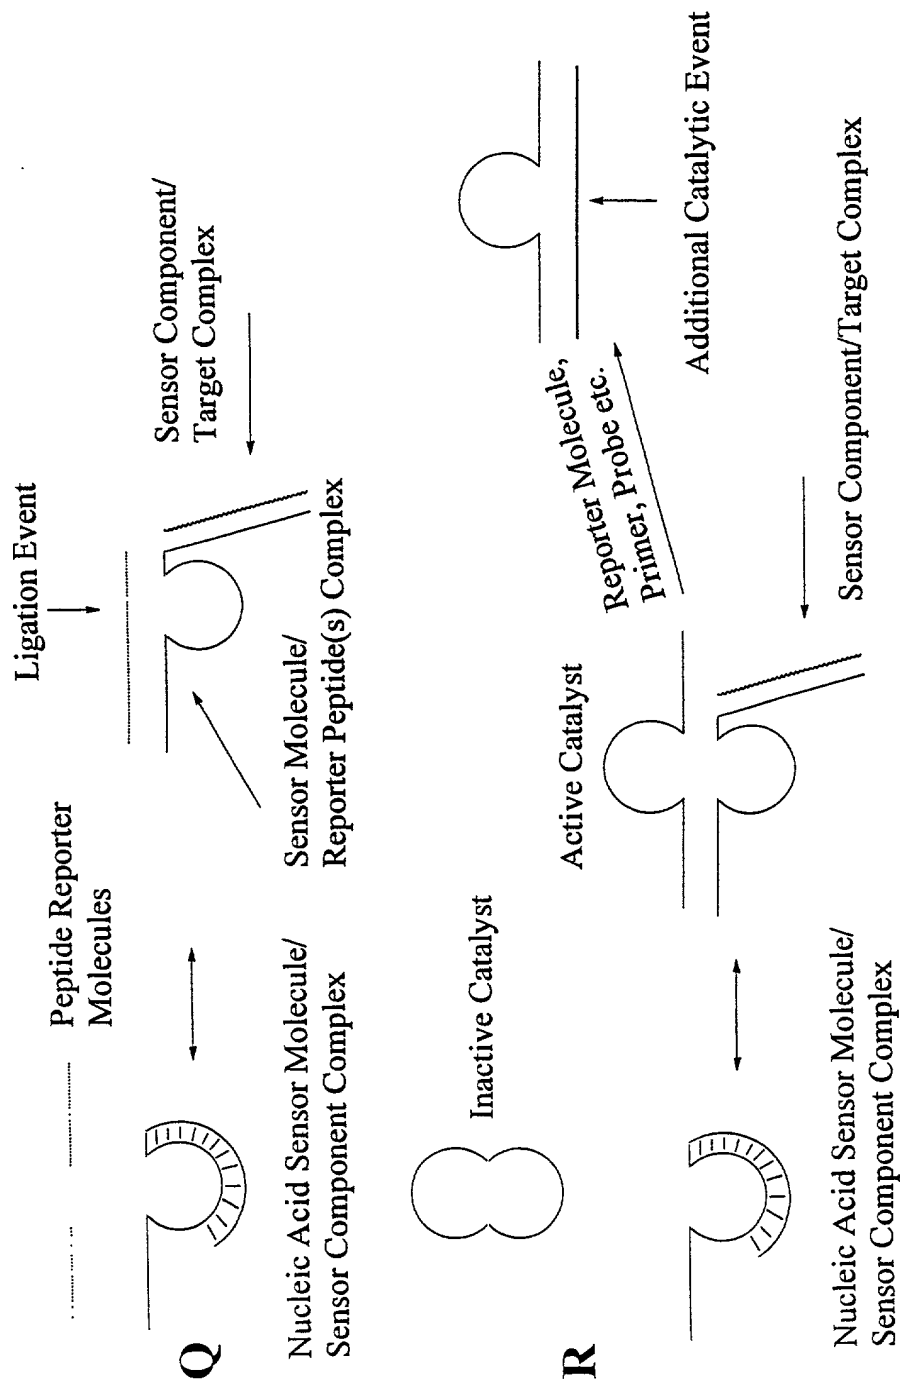 Q
Peptide Reporter
Molecules
Ligation Event
Nucleic Acid Sensor Molecule/
Sensor Component Complex
Sensor Molecule/
Reporter Peptide(s) Complex
Sensor Component/
Target Complex
R
Inactive Catalyst
Active Catalyst
Reporter Molecule,
Primer, Probe etc.
Additional Catalytic Event
Nucleic Acid Sensor Molecule/
Sensor Component Complex
Sensor Component/Target Complex